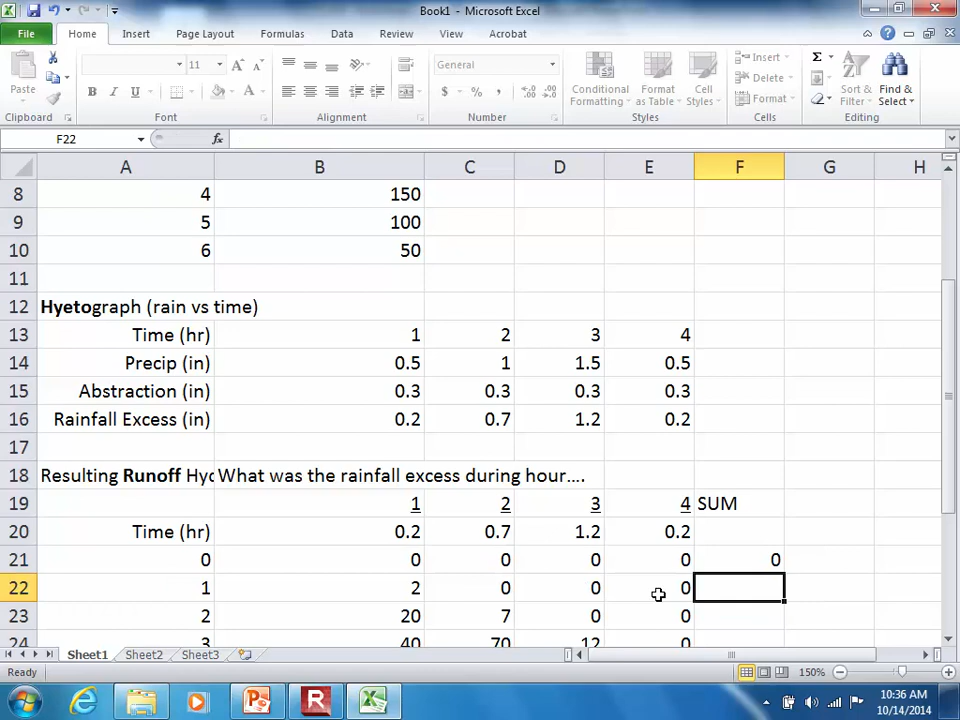 Book1 - Microsoft Excel
File Home Insert Page Layout Formulas Data Review View Acrobat
Paste
11
B I U
A A
A
General
$ % ,
Conditional Formatting
Format as Table
Cell Styles
Insert
Delete
Format
Σ
Sort & Filter
Find & Select
Clipboard Font Alignment Number Styles Cells Editing
F22 fx
A B C D E F G H
8 4 150
9 5 100
10 6 50
11
12 Hyetograph (rain vs time)
13 Time (hr) 1 2 3 4
14 Precip (in) 0.5 1 1.5 0.5
15 Abstraction (in) 0.3 0.3 0.3 0.3
16 Rainfall Excess (in) 0.2 0.7 1.2 0.2
17
18 Resulting Runoff Hyd What was the rainfall excess during hour....
19 1 2 3 4 SUM
20 Time (hr) 0.2 0.7 1.2 0.2
21 0 0 0 0 0 0
22 1 2 0 0 0
23 2 20 7 0 0
24 3 40 70 12 0
Sheet1 Sheet2 Sheet3
Ready 150%
10:36 AM
10/14/2014